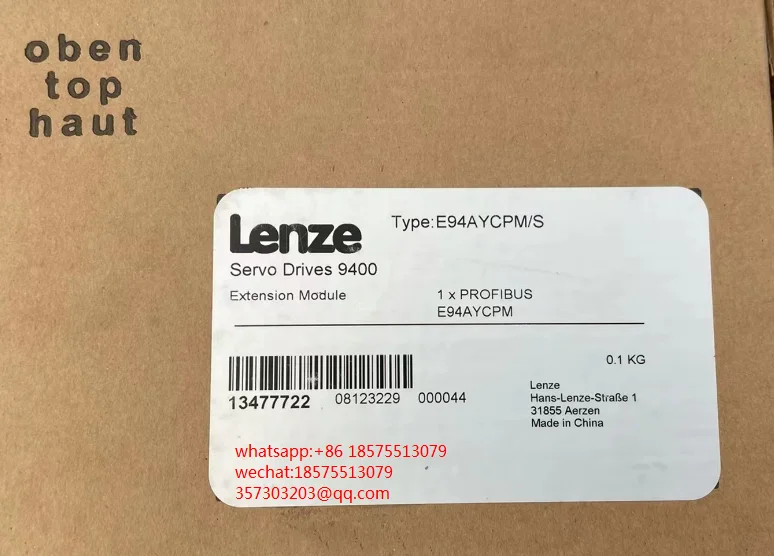 oben
top
haut
Lenze
Type:E94AYCPM/S
Servo Drives 9400
Extension Module
1 x PROFIBUS
E94AYCPM
0.1 KG
13477722 08123229 000044
Lenze
Hans-Lenze-Straße 1
31855 Aerzen
Made in China
whatsapp:+86 18575513079
wechat:18575513079
357303203@qq.com